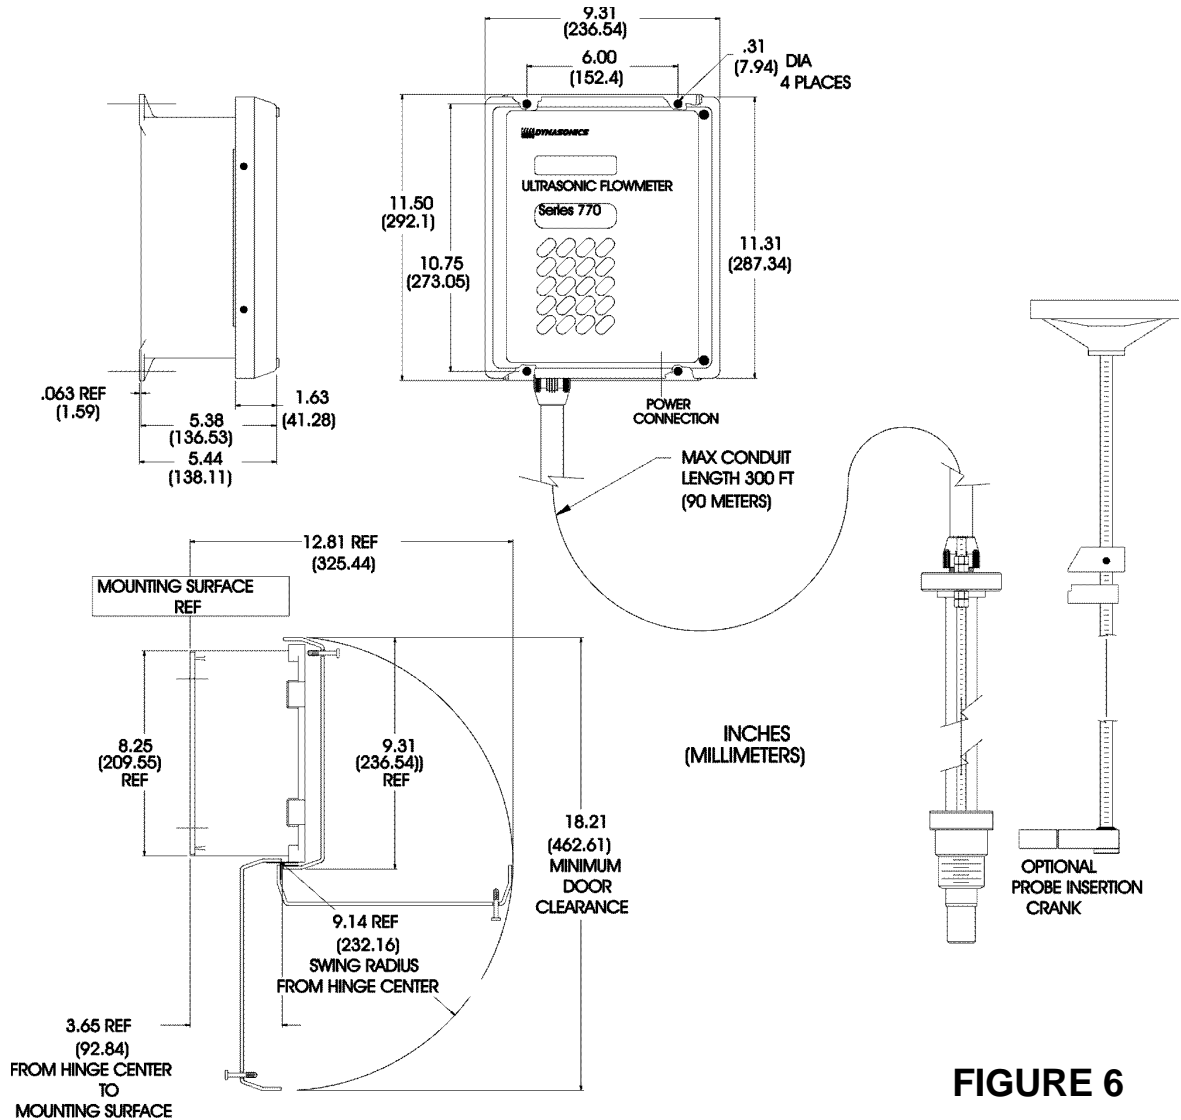 9.31
(236.54)
6.00
(152.4)
.31
(7.94) DIA
4 PLACES
DYNASONICS
ULTRASONIC FLOWMETER
Series 770
11.50
(292.1)
10.75
(273.05)
11.31
(287.34)
.063 REF
(1.59)
1.63
(41.28)
5.38
(136.53)
5.44
(138.11)
POWER
CONNECTION
MAX CONDUIT
LENGTH 300 FT
(90 METERS)
12.81 REF
(325.44)
MOUNTING SURFACE
REF
8.25
(209.55)
REF
9.31
(236.54))
REF
INCHES
(MILLIMETERS)
18.21
(462.61)
MINIMUM
DOOR
CLEARANCE
9.14 REF
(232.16)
SWING RADIUS
FROM HINGE CENTER
OPTIONAL
PROBE INSERTION
CRANK
3.65 REF
(92.84)
FROM HINGE CENTER
TO
MOUNTING SURFACE
FIGURE 6